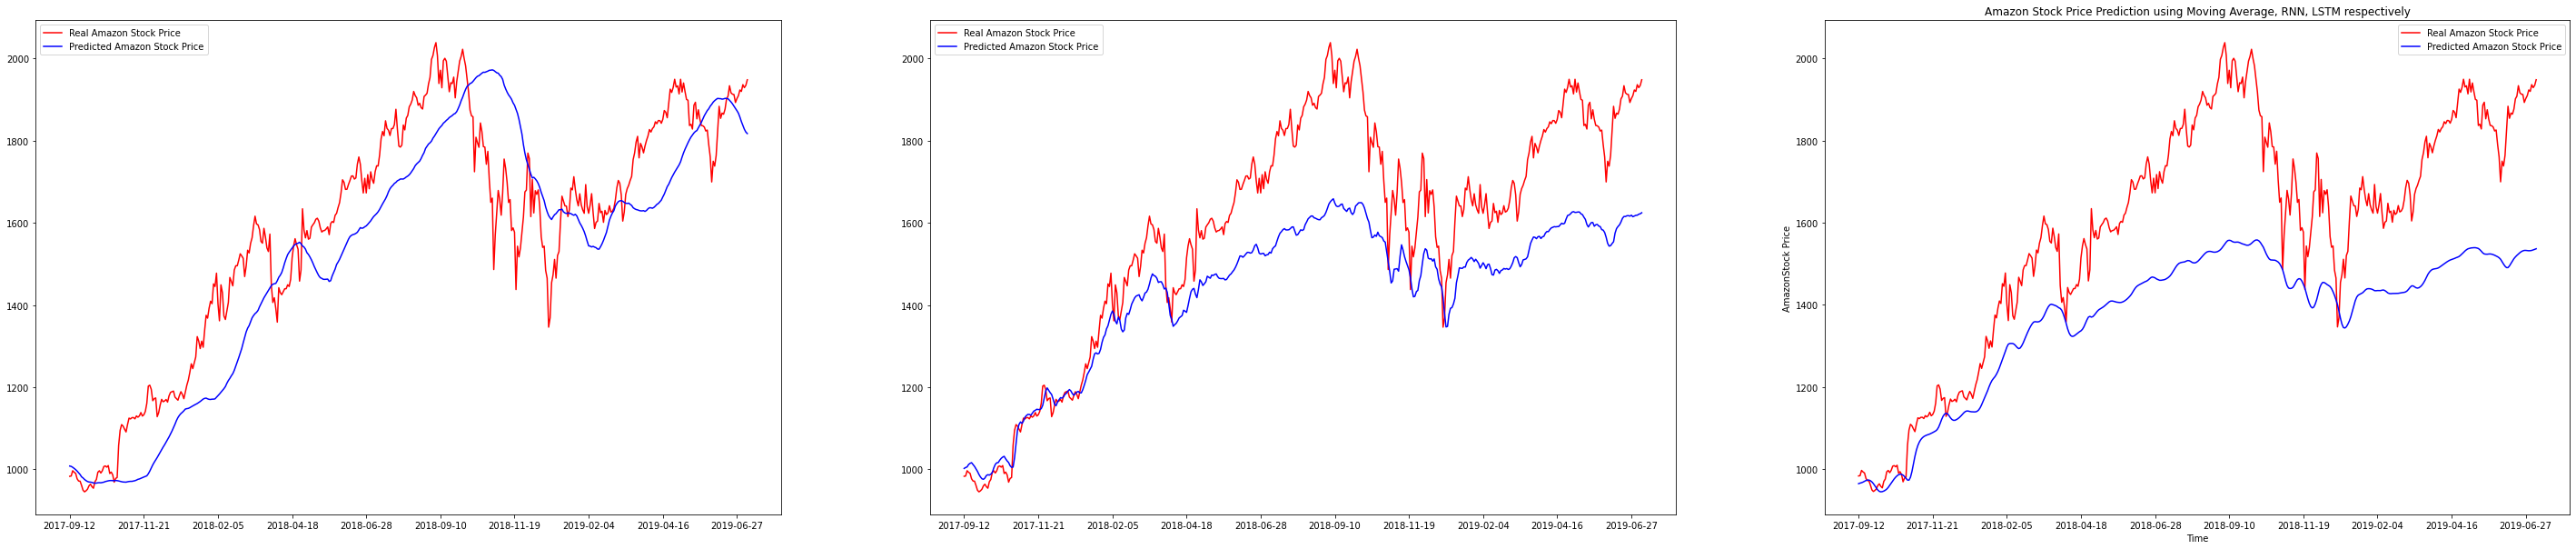 Real Amazon Stock Price
Predicted Amazon Stock Price
2000
1800
1600
1400
1200
1000
2017-09-12 2017-11-21 2018-02-05 2018-04-18 2018-06-28 2018-09-10 2018-11-19 2019-02-04 2019-04-16 2019-06-27
Real Amazon Stock Price
Predicted Amazon Stock Price
2000
1800
1600
1400
1200
1000
2017-09-12 2017-11-21 2018-02-05 2018-04-18 2018-06-28 2018-09-10 2018-11-19 2019-02-04 2019-04-16 2019-06-27
Amazon Stock Price Prediction using Moving Average, RNN, LSTM respectively
Real Amazon Stock Price
Predicted Amazon Stock Price
AmazonStock Price
2000
1800
1600
1400
1200
1000
2017-09-12 2017-11-21 2018-02-05 2018-04-18 2018-06-28 2018-09-10 2018-11-19 2019-02-04 2019-04-16 2019-06-27
Time